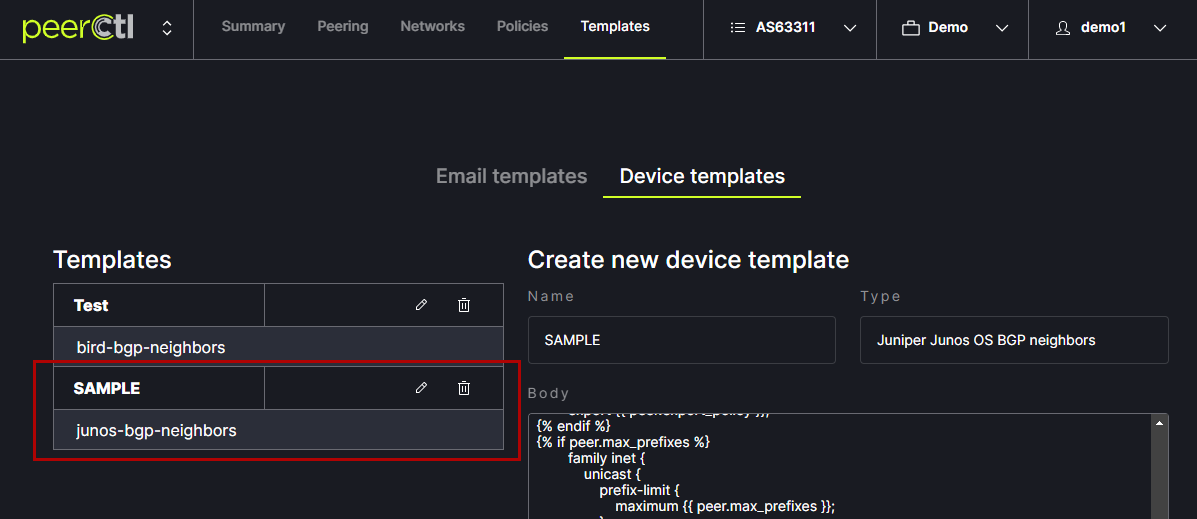 peerctl Summary Peering Networks Policies Templates AS63311 Demo demo1
Email templates Device templates
Templates
Test
bird-bgp-neighbors
SAMPLE
junos-bgp-neighbors
Create new device template
Name Type
SAMPLE Juniper Junos OS BGP neighbors
Body
{% endif %}
{% if peer.max_prefixes %}
family inet {
unicast {
prefix-limit {
maximum {{ peer.max_prefixes }};